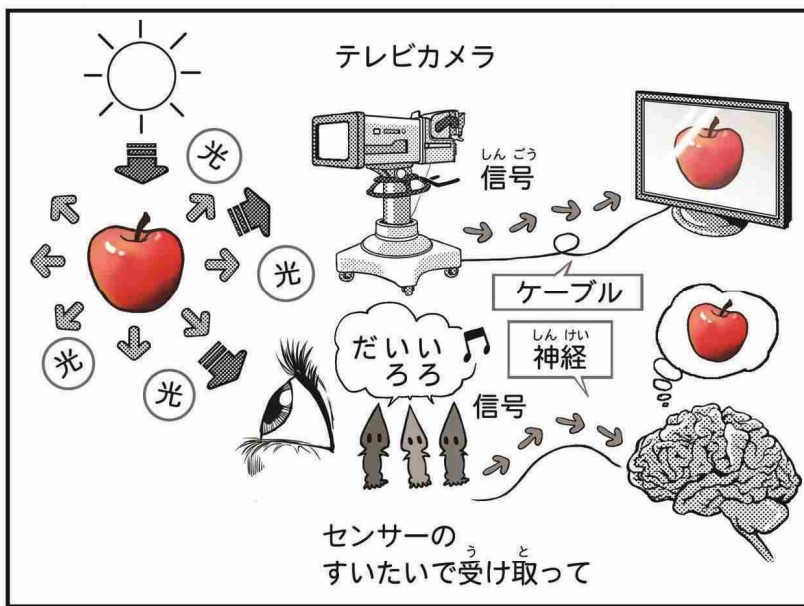 テレビカメラ
光
しんごう
信号
光
ケーブル
光
光
いろ
いろ
だ
しんけい
神経
信号
センサーの
うと
すいたいで受け取って